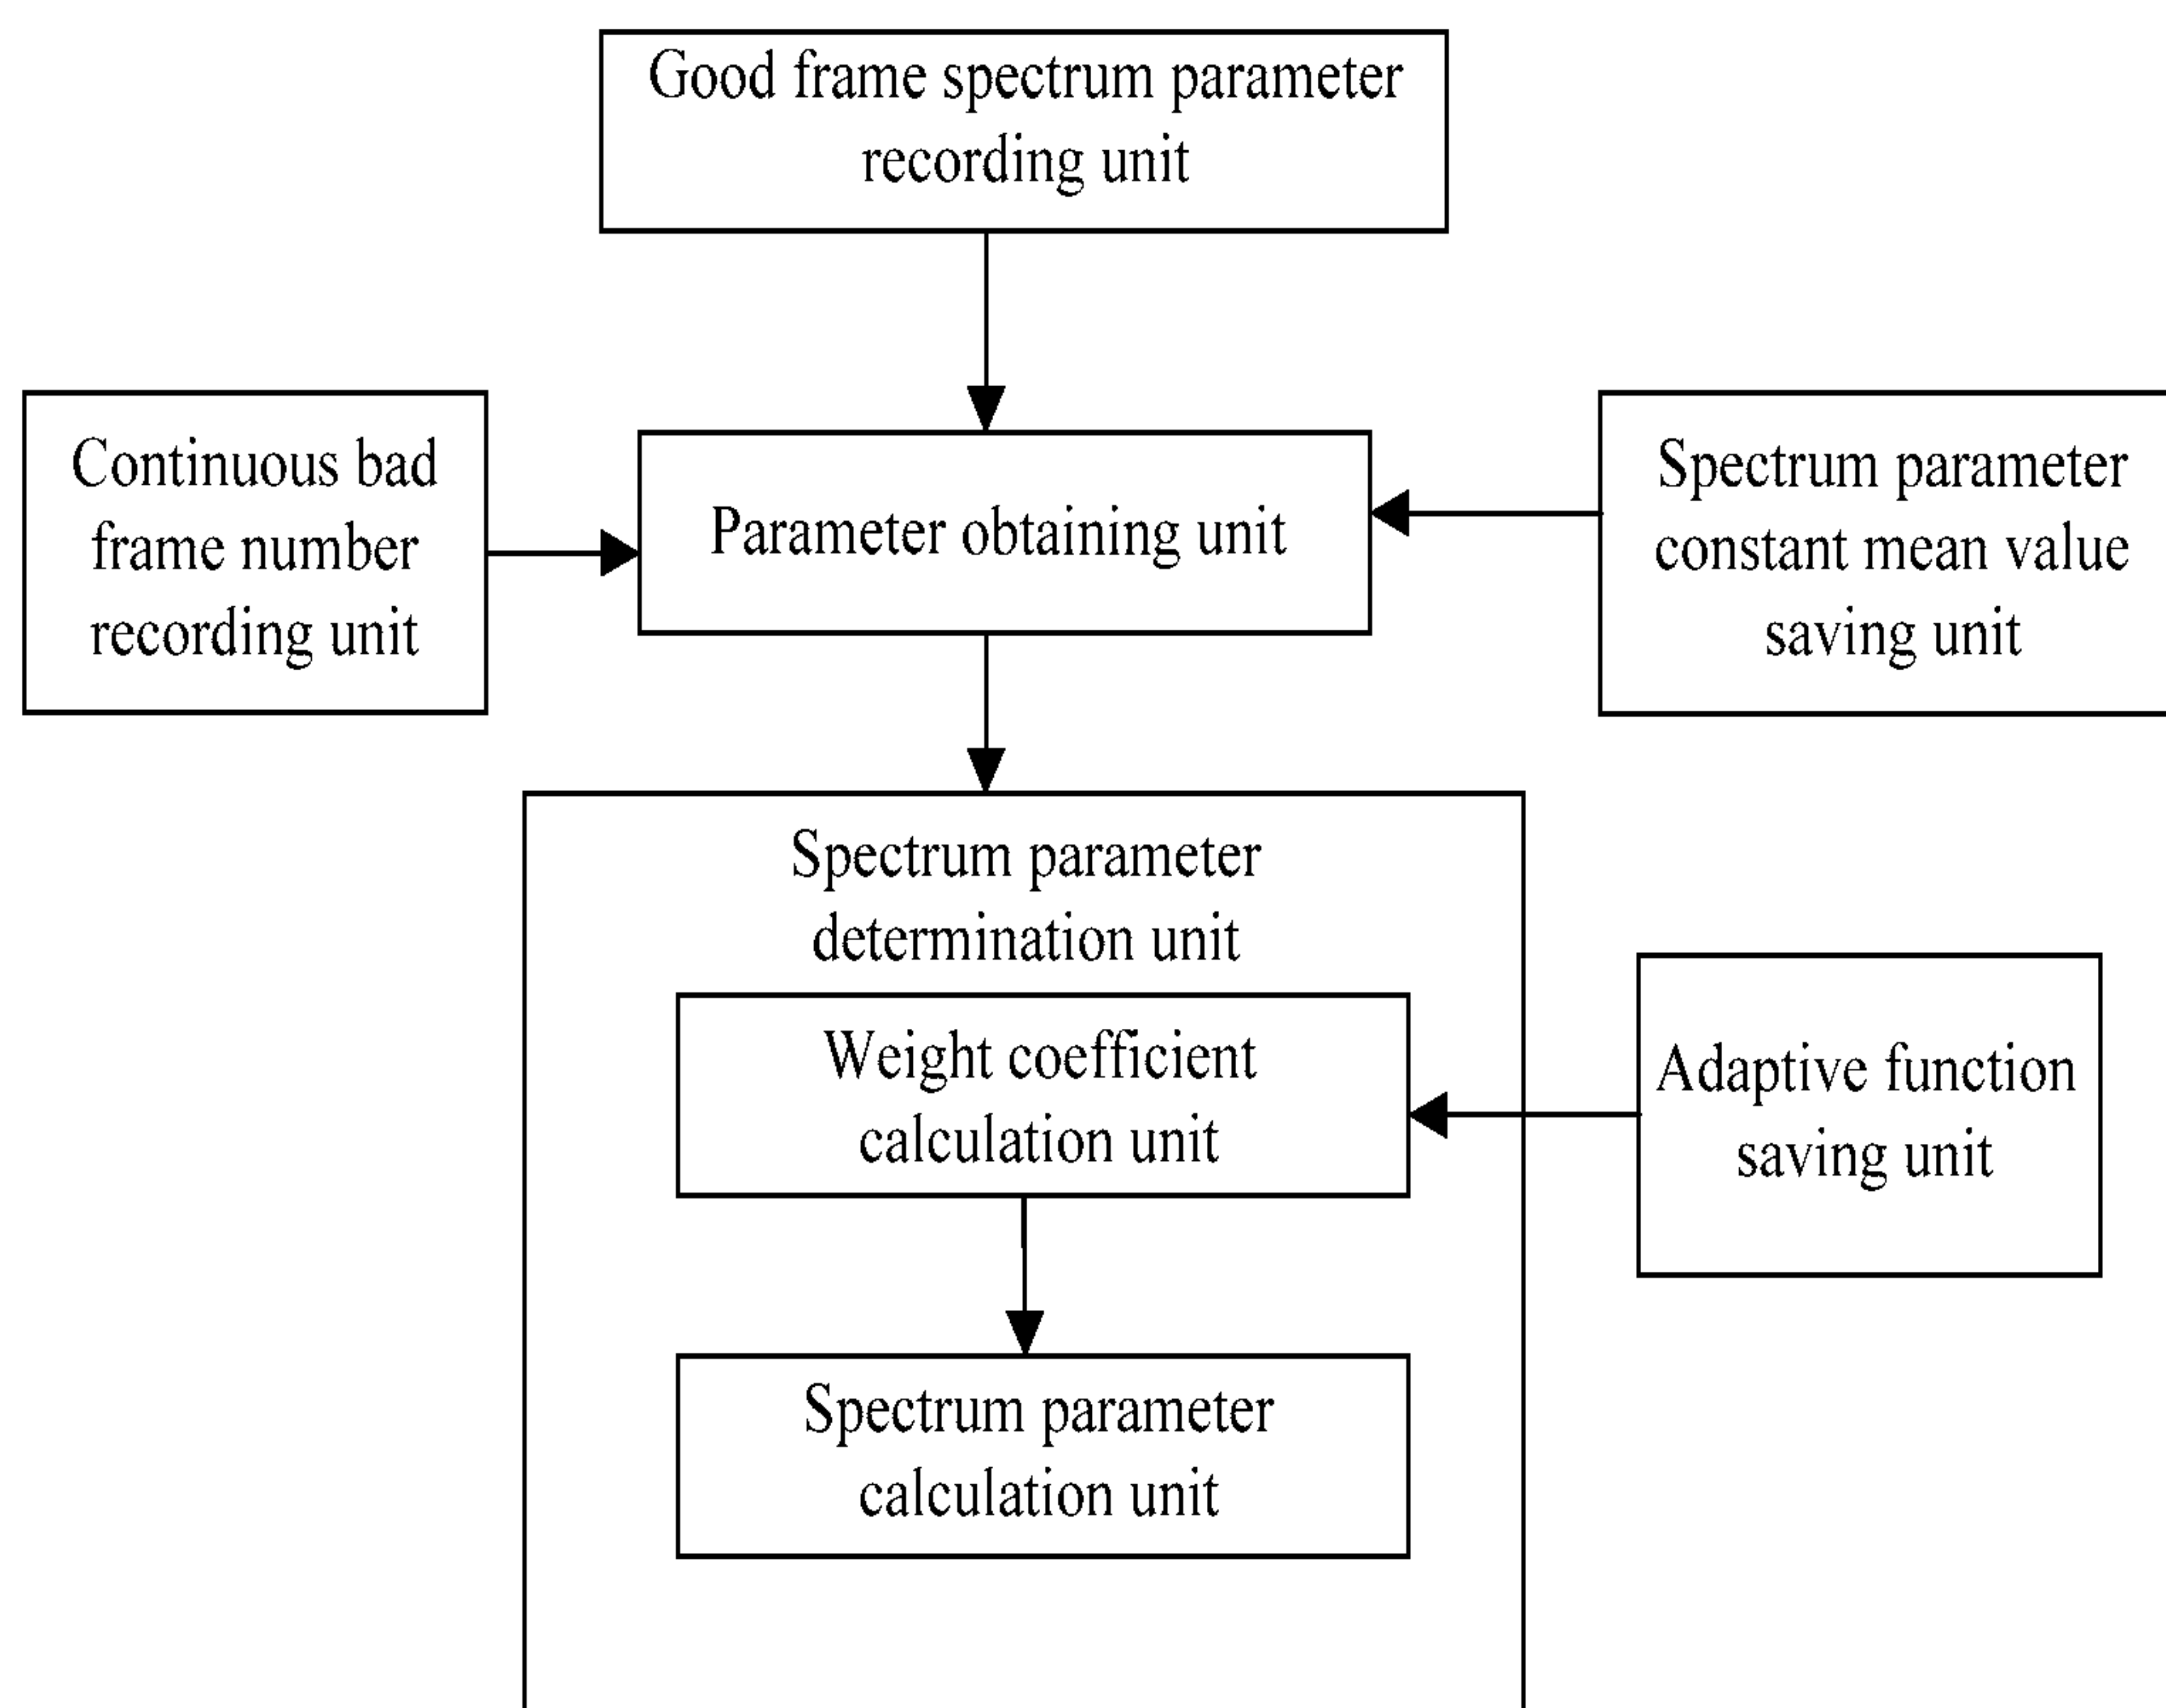 Good frame spectrum parameter
recording unit
Continuous bad
frame number
recording unit
Parameter obtaining unit
Spectrum parameter
constant mean value
saving unit
Spectrum parameter
determination unit
Weight coefficient
calculation unit
Adaptive function
saving unit
Spectrum parameter
calculation unit